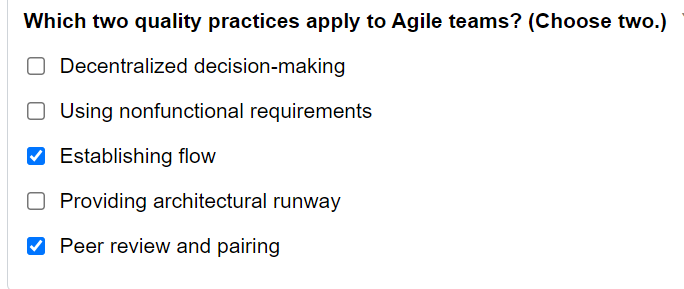 Which two quality practices apply to Agile teams? (Choose two.)
Decentralized decision-making
Using nonfunctional requirements
Establishing flow
Providing architectural runway
Peer review and pairing